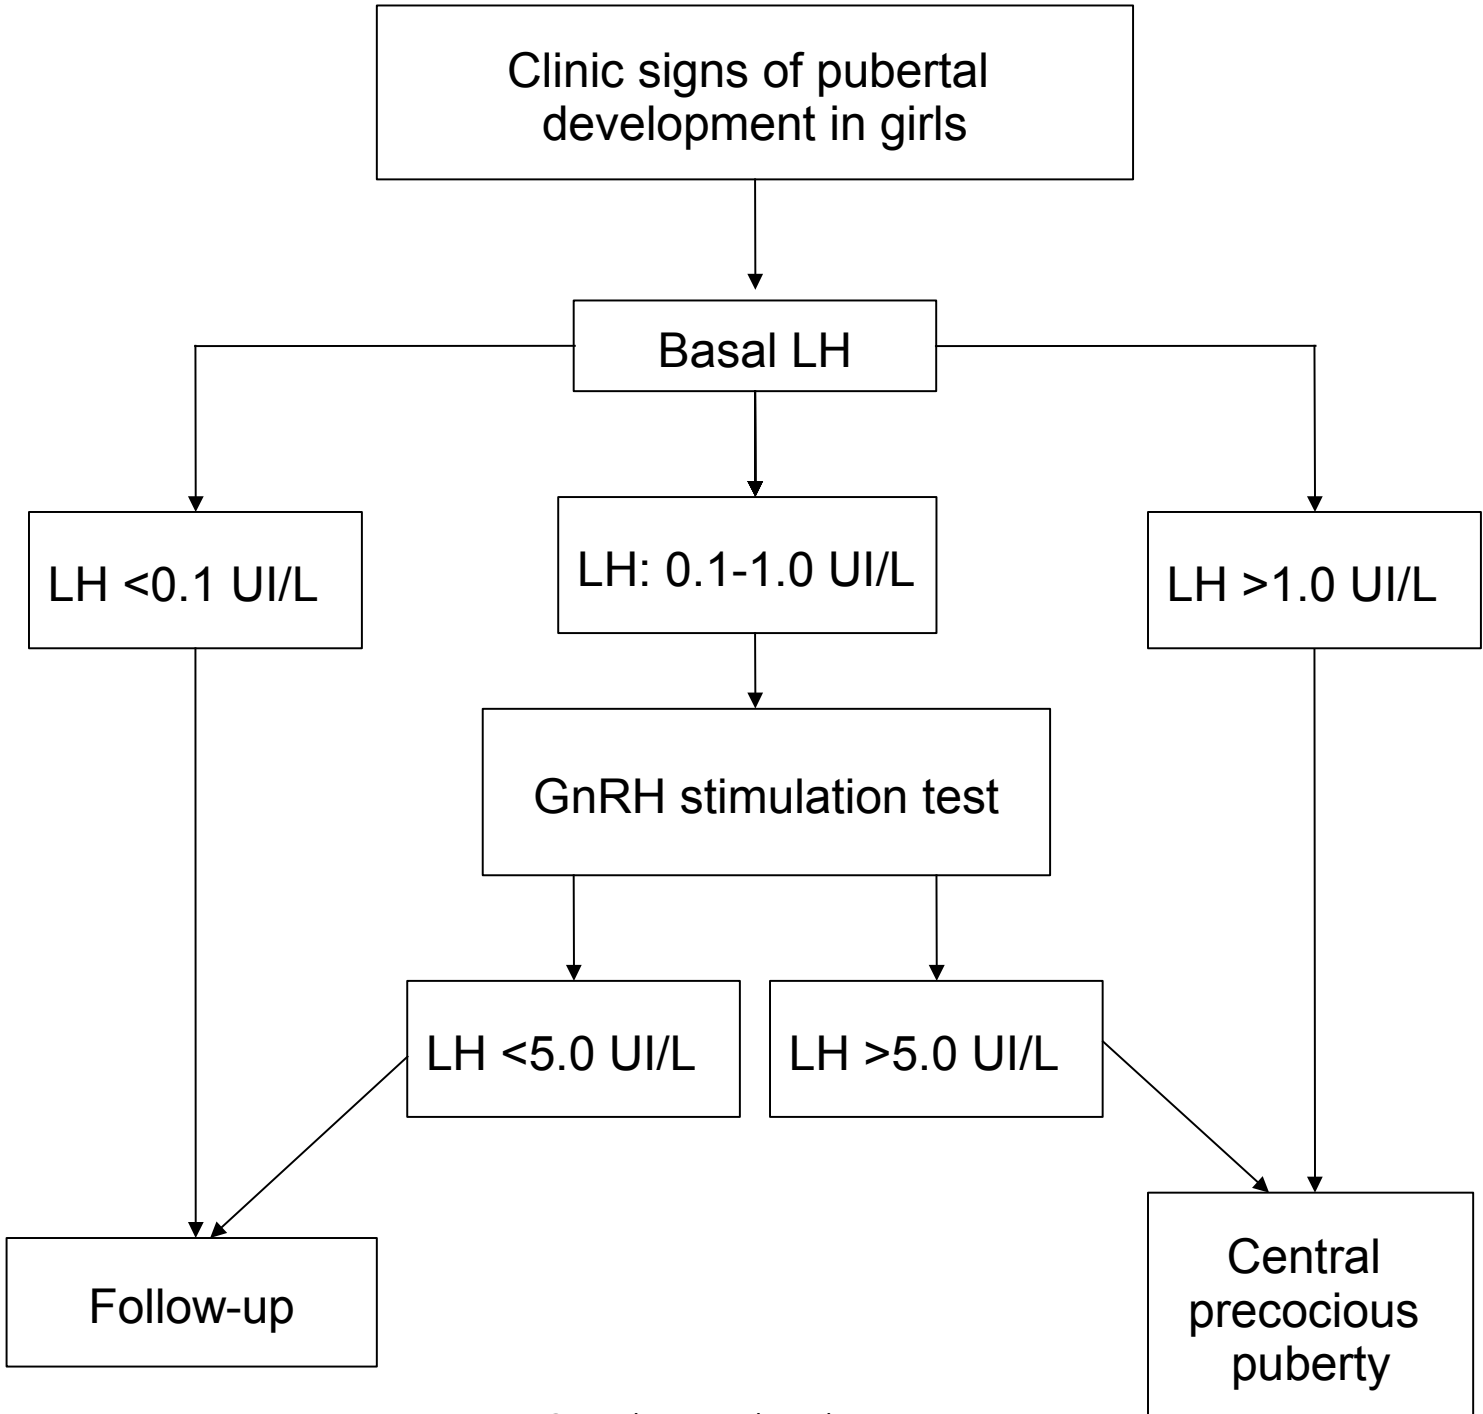 Clinic signs of pubertal
development in girls
Basal LH
LH <0.1 UI/L
LH: 0.1-1.0 UI/L
LH >1.0 UI/L
GnRH stimulation test
LH <5.0 UI/L
LH >5.0 UI/L
Follow-up
Central
precocious
puberty